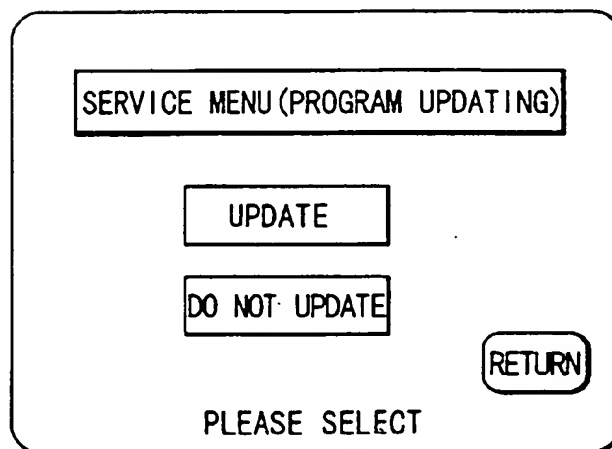 SERVICE MENU(PROGRAM UPDATING)
UPDATE
DO NOT UPDATE
RETURN
PLEASE SELECT